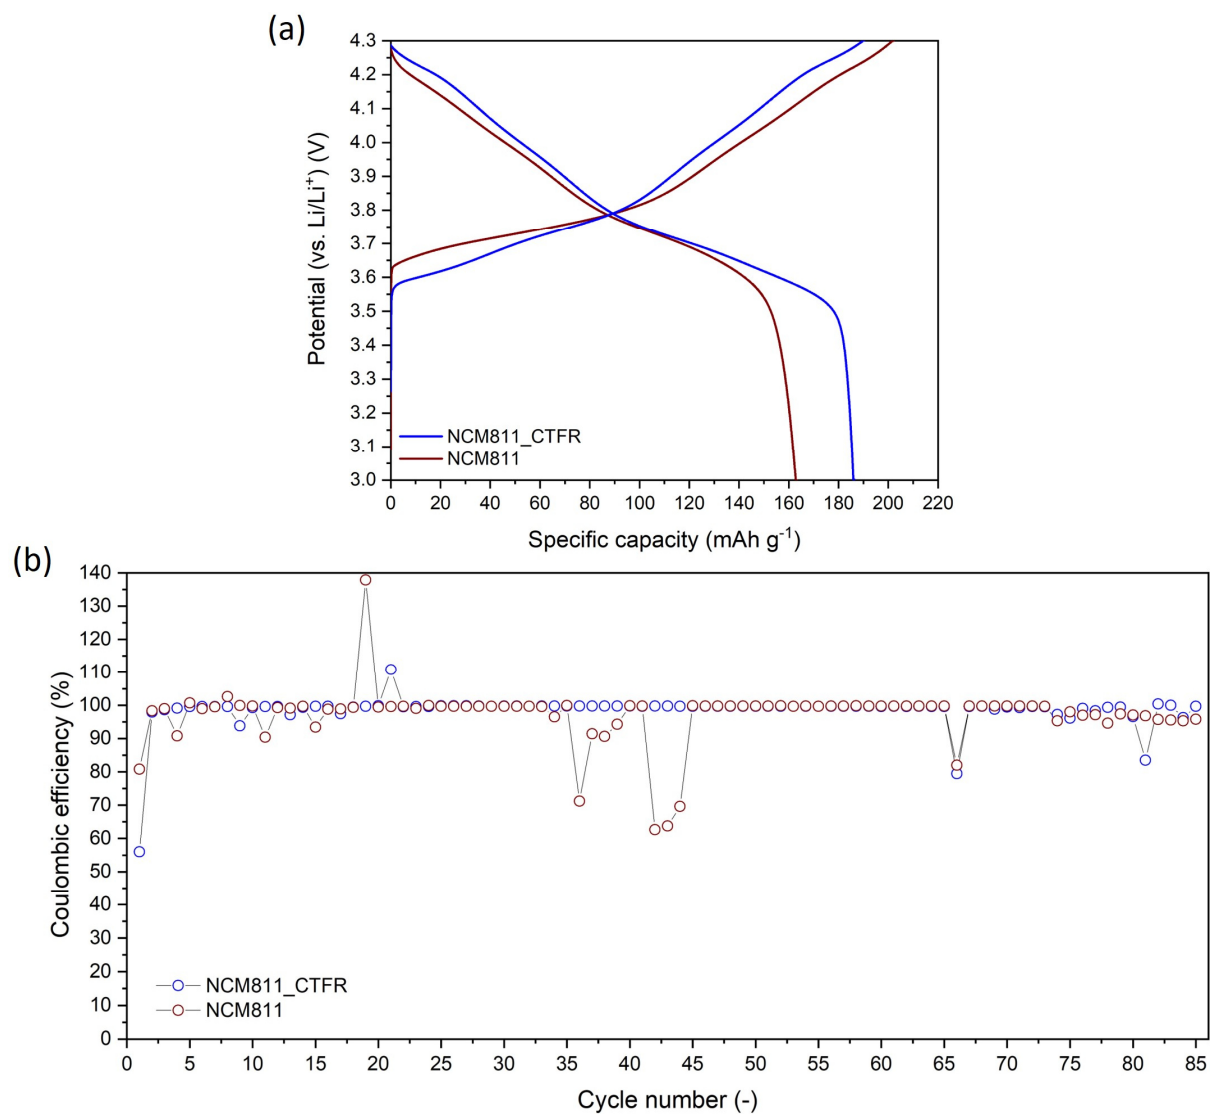 (a)
4.3
4.2
4.1
4.0
3.9
3.8
3.7
3.6
3.5
3.4
3.3
3.2
3.1
3.0
Potential (vs. Li/Li⁺) (V)
NCM811_CTFR
NCM811
0 20 40 60 80 100 120 140 160 180 200 220
Specific capacity (mAh g⁻¹)
(b)
140
130
120
110
100
90
80
70
60
50
40
30
20
10
0
Coulombic efficiency (%)
NCM811_CTFR
NCM811
0 5 10 15 20 25 30 35 40 45 50 55 60 65 70 75 80 85
Cycle number (-)